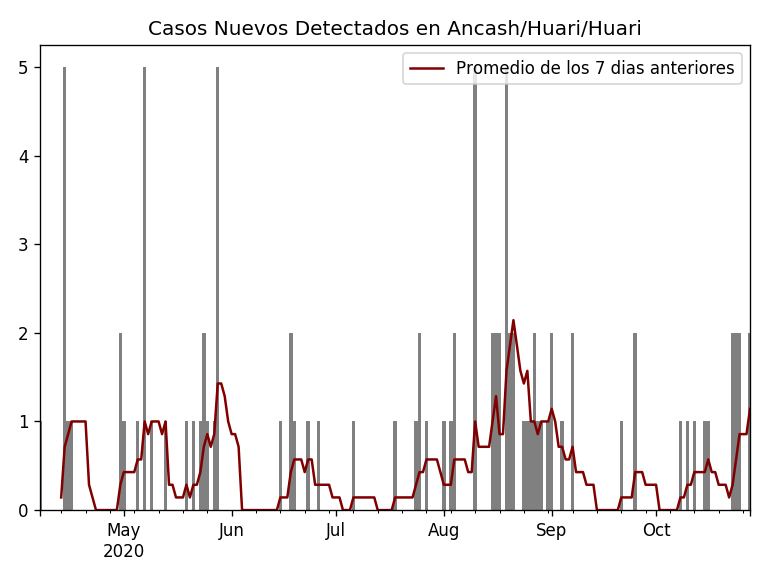 Casos Nuevos Detectados en Ancash/Huari/Huari
Promedio de los 7 dias anteriores
5
4
3
2
1
0
May Jun Jul Aug Sep Oct
2020